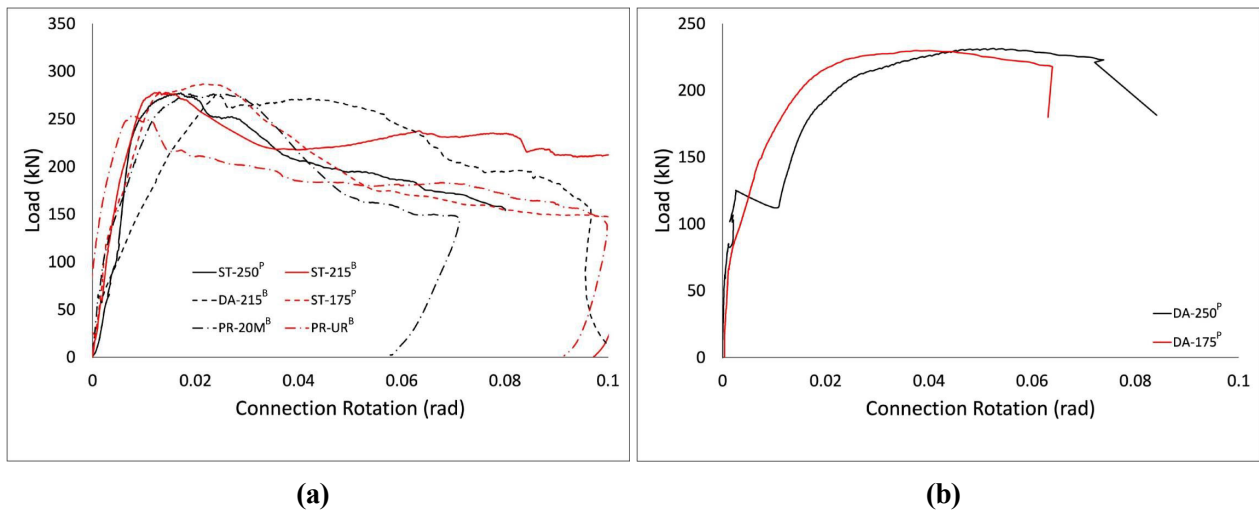 350
300
250
200
150
100
50
0
Load (kN)
ST-250ᴾ
ST-215ᴮ
DA-215ᴮ
ST-175ᴾ
PR-20Mᴮ
PR-URᴮ
0 0.02 0.04 0.06 0.08 0.1
Connection Rotation (rad)
(a)
250
200
150
100
50
0
Load (kN)
DA-250ᴾ
DA-175ᴾ
0 0.02 0.04 0.06 0.08 0.1
Connection Rotation (rad)
(b)